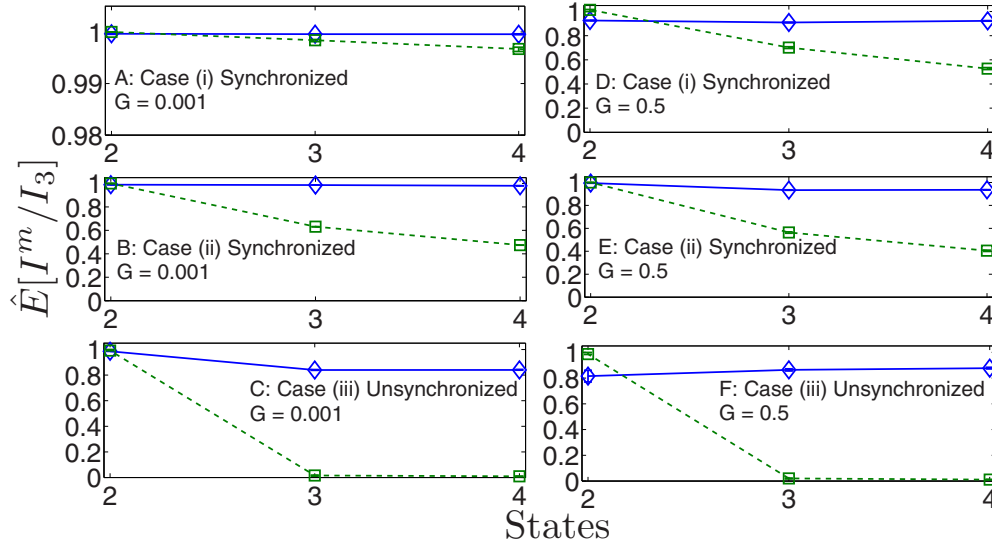 Ê[I^m/I_3]
1
0.99
0.98
2 3 4
A: Case (i) Synchronized
G = 0.001
1
0.8
0.6
0.4
0.2
0
2 3 4
D: Case (i) Synchronized
G = 0.5
1
0.8
0.6
0.4
0.2
0
2 3 4
B: Case (ii) Synchronized
G = 0.001
1
0.8
0.6
0.4
0.2
0
2 3 4
E: Case (ii) Synchronized
G = 0.5
1
0.8
0.6
0.4
0.2
0
2 3 4
C: Case (iii) Unsynchronized
G = 0.001
1
0.8
0.6
0.4
0.2
0
2 3 4
F: Case (iii) Unsynchronized
G = 0.5
States